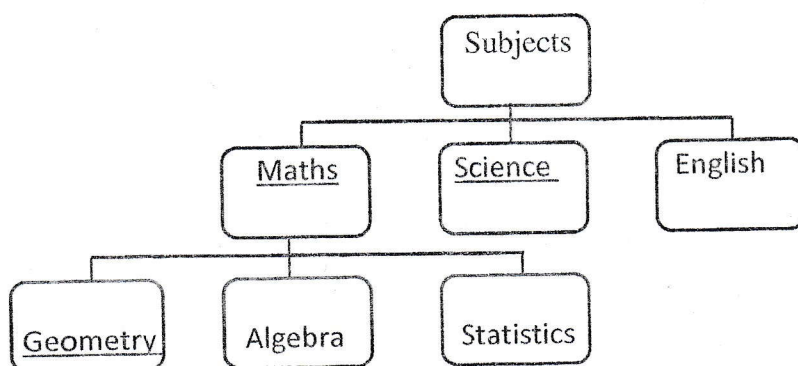 Subjects
Maths
Science
English
Geometry
Algebra
Statistics